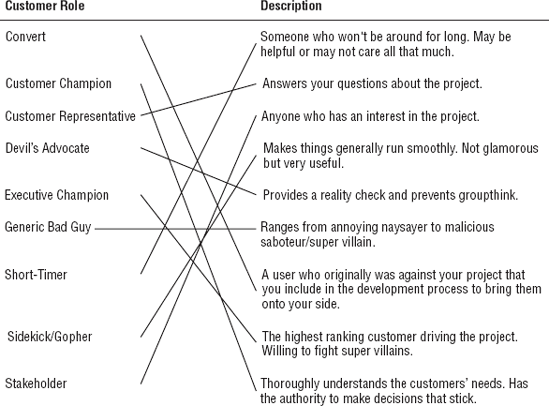 Customer Role Description
Convert
Someone who won't be around for long. May be
helpful or may not care all that much.
Customer Champion
Answers your questions about the project.
Customer Representative
Anyone who has an interest in the project.
Devil's Advocate
Makes things generally run smoothly. Not glamorous
but very useful.
Executive Champion
Provides a reality check and prevents groupthink.
Generic Bad Guy
Ranges from annoying naysayer to malicious
saboteur/super villain.
Short-Timer
A user who originally was against your project that
you include in the development process to bring them
onto your side.
Sidekick/Gopher
The highest ranking customer driving the project.
Willing to fight super villains.
Stakeholder
Thoroughly understands the customers' needs. Has
the authority to make decisions that stick.